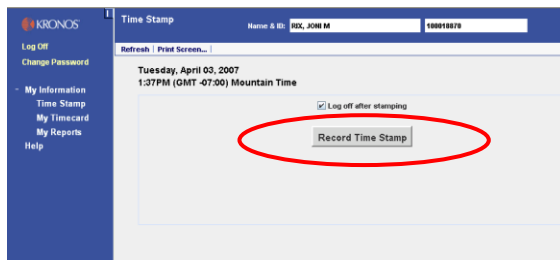 KRONOS
Log Off
Change Password
- My Information
Time Stamp
My Timecard
My Reports
Help
Time Stamp
Name & ID: RIX, JONI M 100018878
Refresh | Print Screen... |
Tuesday, April 03, 2007
1:37PM (GMT -07:00) Mountain Time
Log off after stamping
Record Time Stamp